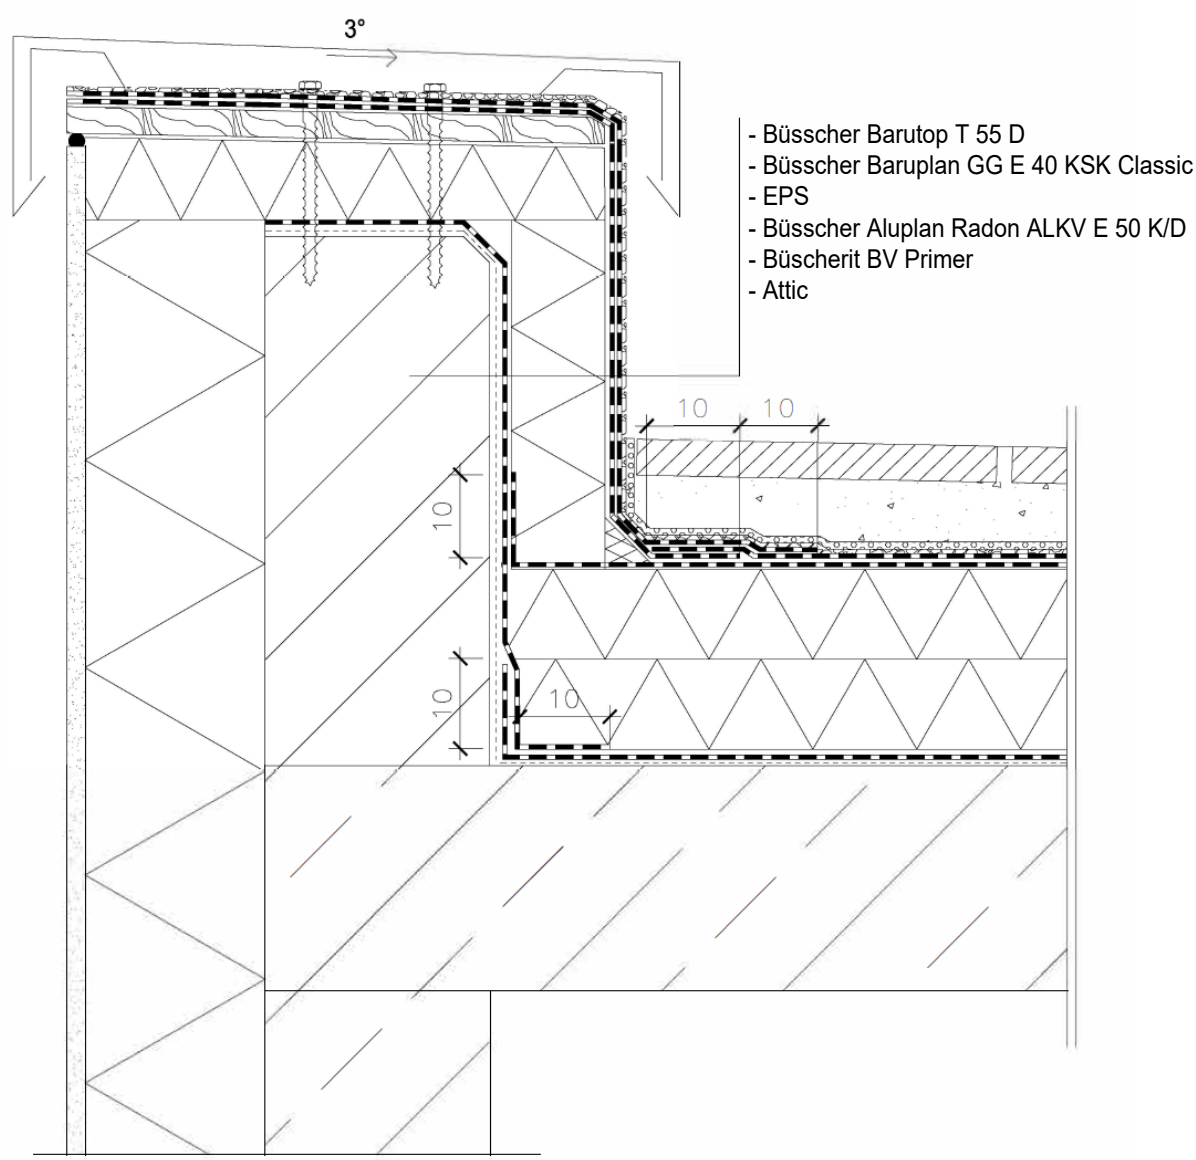 3°
- Büsscher Barutop T 55 D
- Büsscher Baruplan GG E 40 KSK Classic
- EPS
- Büsscher Aluplan Radon ALKV E 50 K/D
- Büscherit BV Primer
- Attic
10 10
10
10
10